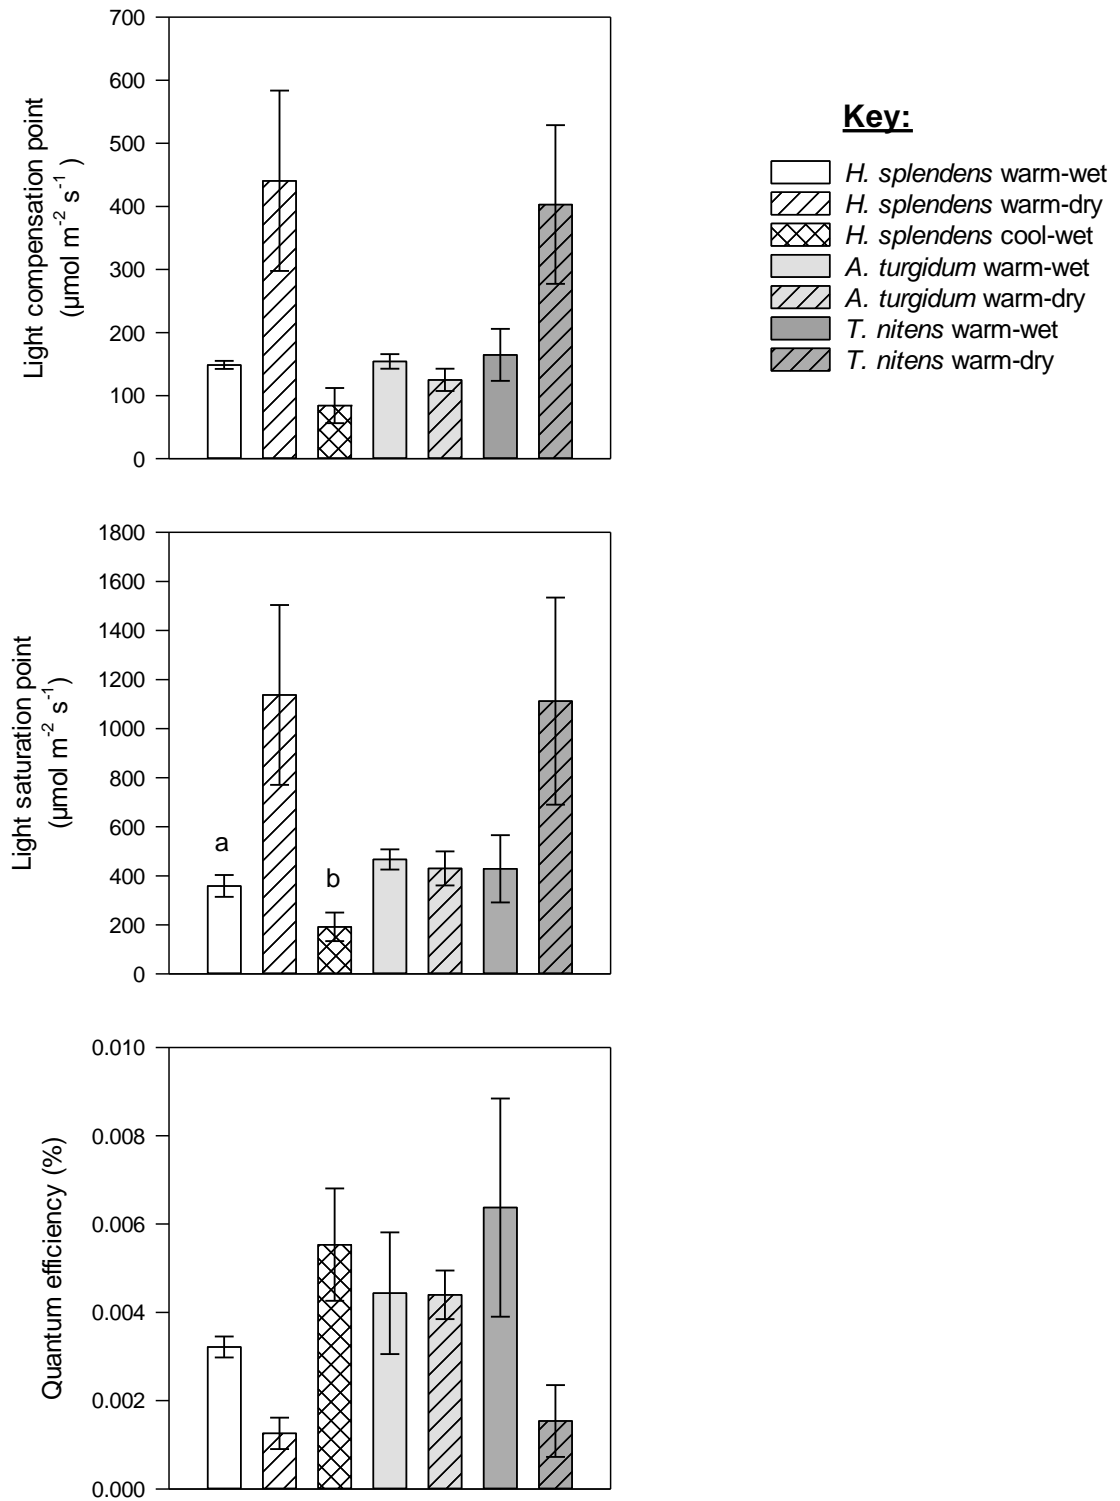 700
600
500
400
300
200
100
0
Light compensation point
(µmol m-2 s-1 )
Key:
H. splendens warm-wet
H. splendens warm-dry
H. splendens cool-wet
A. turgidum warm-wet
A. turgidum warm-dry
T. nitens warm-wet
T. nitens warm-dry
1800
1600
1400
1200
1000
800
600
400
200
0
Light saturation point
(µmol m-2 s-1)
a
b
0.010
0.008
0.006
0.004
0.002
0.000
Quantum efficiency (%)